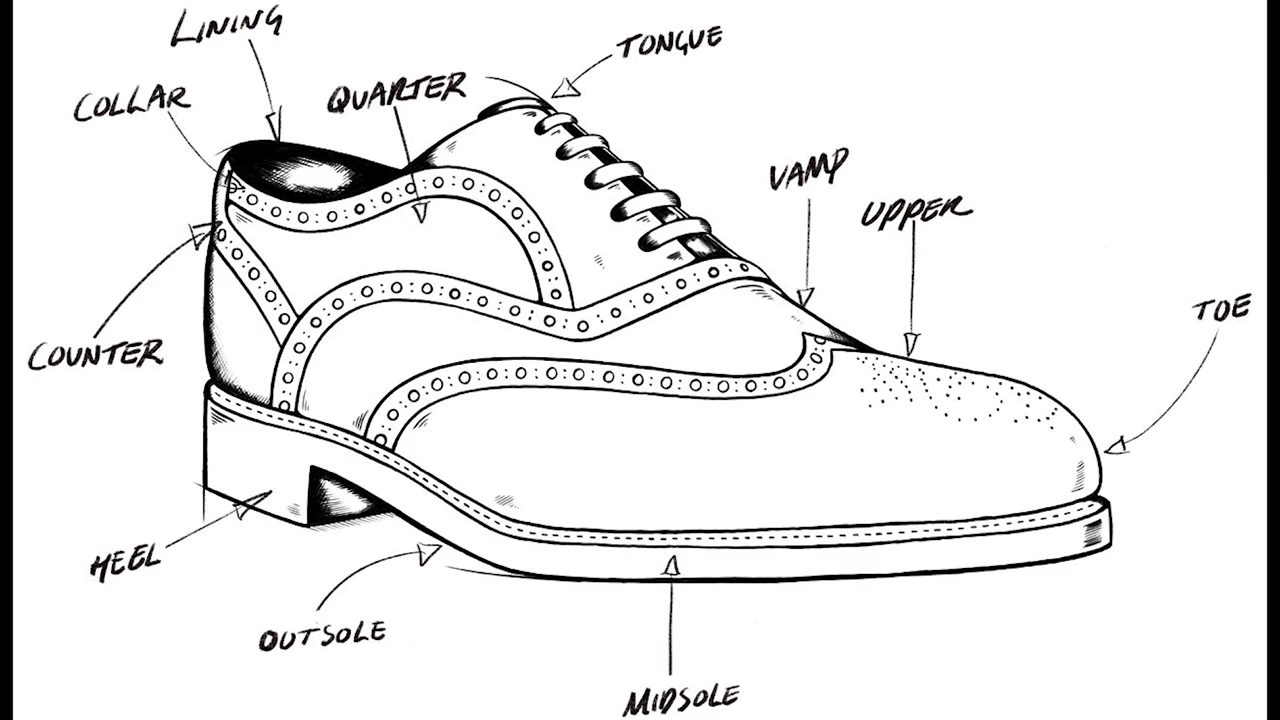 LINING
TONGUE
COLLAR
QUARTER
VAMP
UPPER
TOE
COUNTER
HEEL
OUTSOLE
MIDSOLE